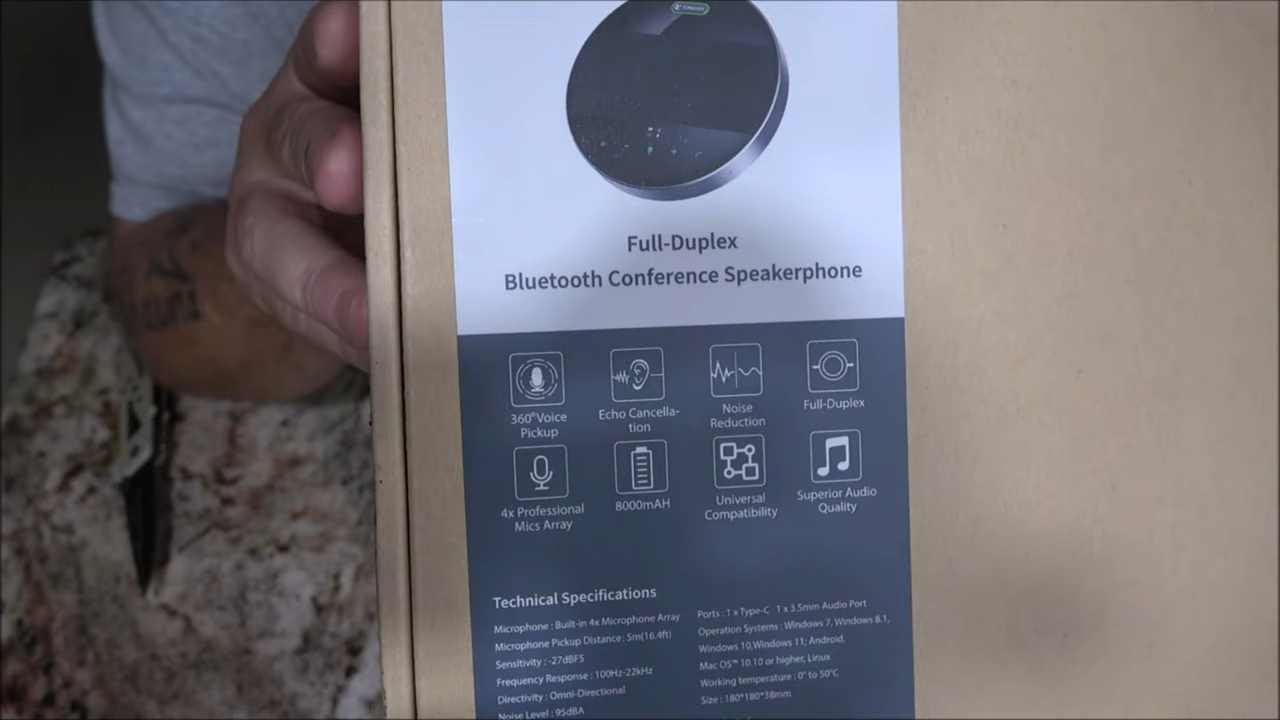 Full-Duplex
Bluetooth Conference Speakerphone
360°Voice
Pickup
Echo Cancella-
tion
Noise
Reduction
Full-Duplex
4x Professional
Mics Array
8000mAH
Universal
Compatibility
Superior Audio
Quality
Technical Specifications
Microphone : Built-in 4x Microphone Array
Microphone Pickup Distance : 5m(16.4ft)
Sensitivity : -27dBFS
Frequency Response : 100Hz-22kHz
Directivity : Omni-Directional
Noise Level : 95dBA
Ports : 1 x Type-C 1 x 3.5mm Audio Port
Operation Systems : Windows 7, Windows 8.1,
Windows 10,Windows 11; Android,
Mac OS™ 10.10 or higher, Linux
Working temperature : 0° to 50°C
Size : 180*180*38mm